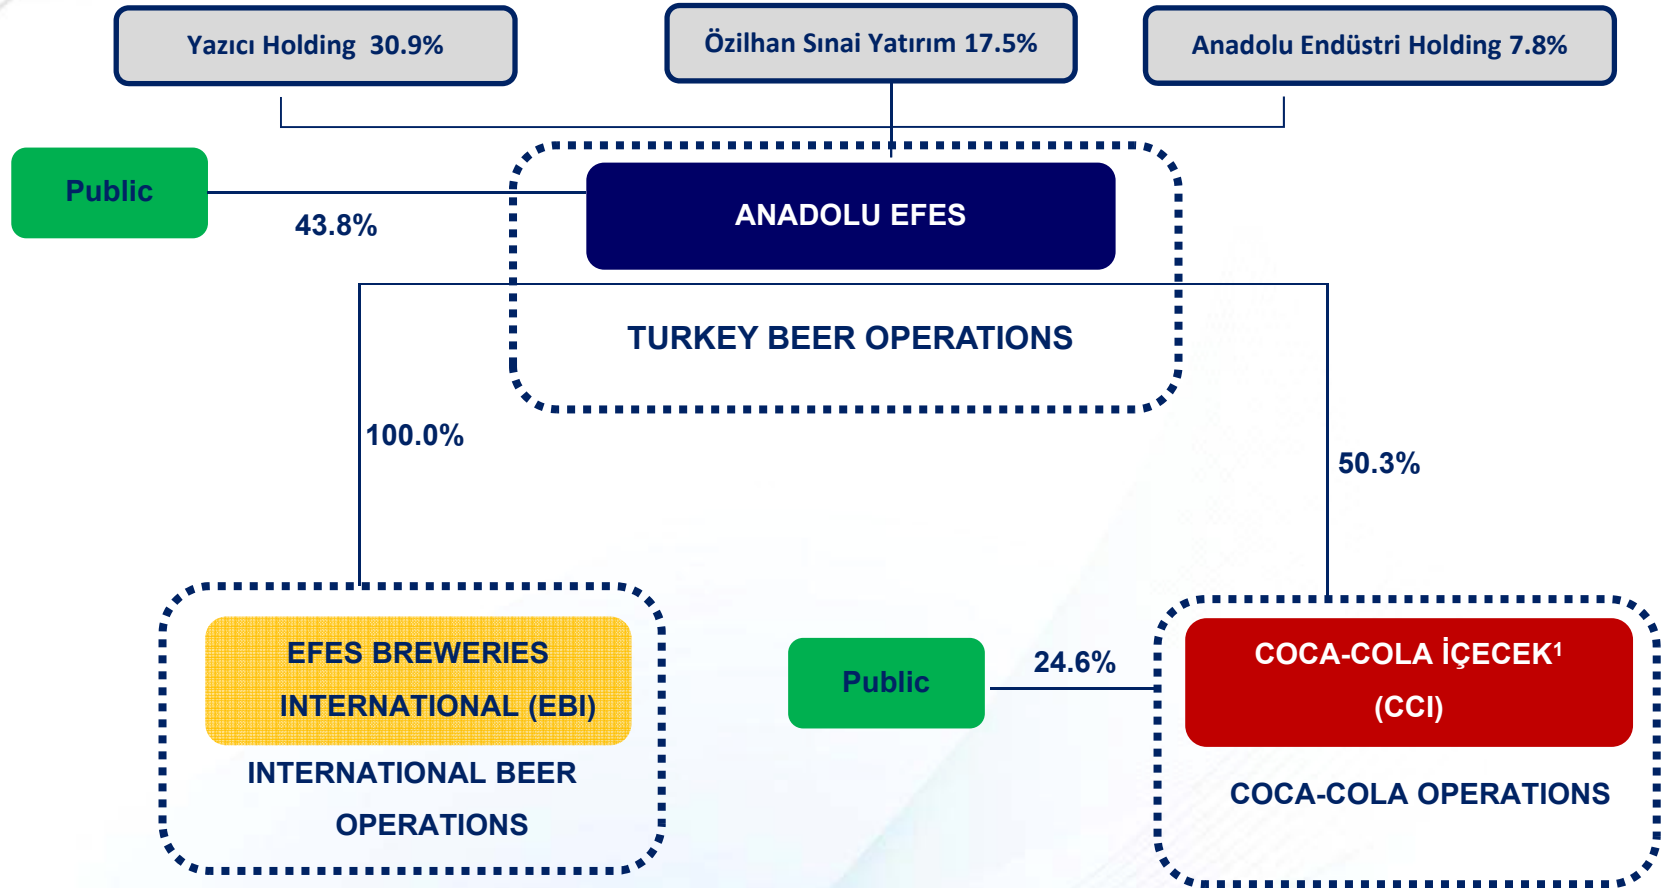 Yazıcı Holding 30.9%
Özilhan Sınai Yatırım 17.5%
Anadolu Endüstri Holding 7.8%
Public
43.8%
ANADOLU EFES
TURKEY BEER OPERATIONS
100.0%
50.3%
EFES BREWERIES
INTERNATIONAL (EBI)
INTERNATIONAL BEER
OPERATIONS
Public
24.6%
COCA-COLA İÇECEK¹
(CCI)
COCA-COLA OPERATIONS